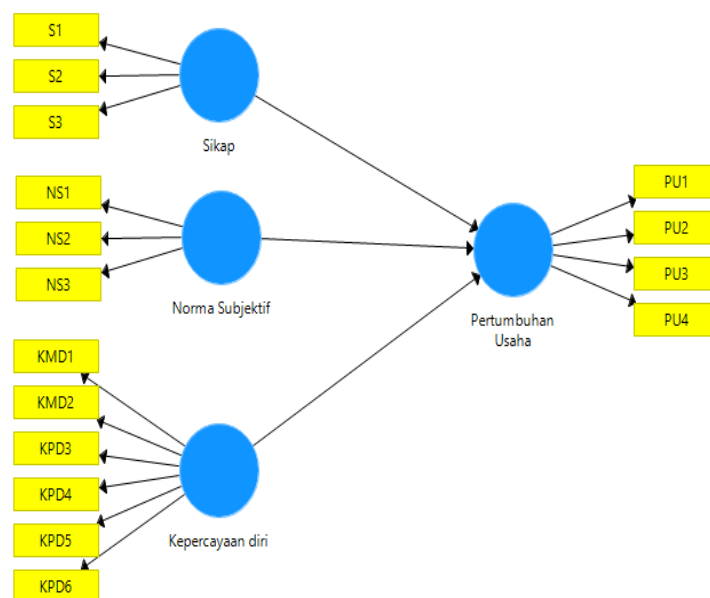 S1
S2
S3
Sikap
NS1
NS2
NS3
Norma Subjektif
KMD1
KMD2
KPD3
KPD4
KPD5
KPD6
Kepercayaan diri
Pertumbuhan
Usaha
PU1
PU2
PU3
PU4